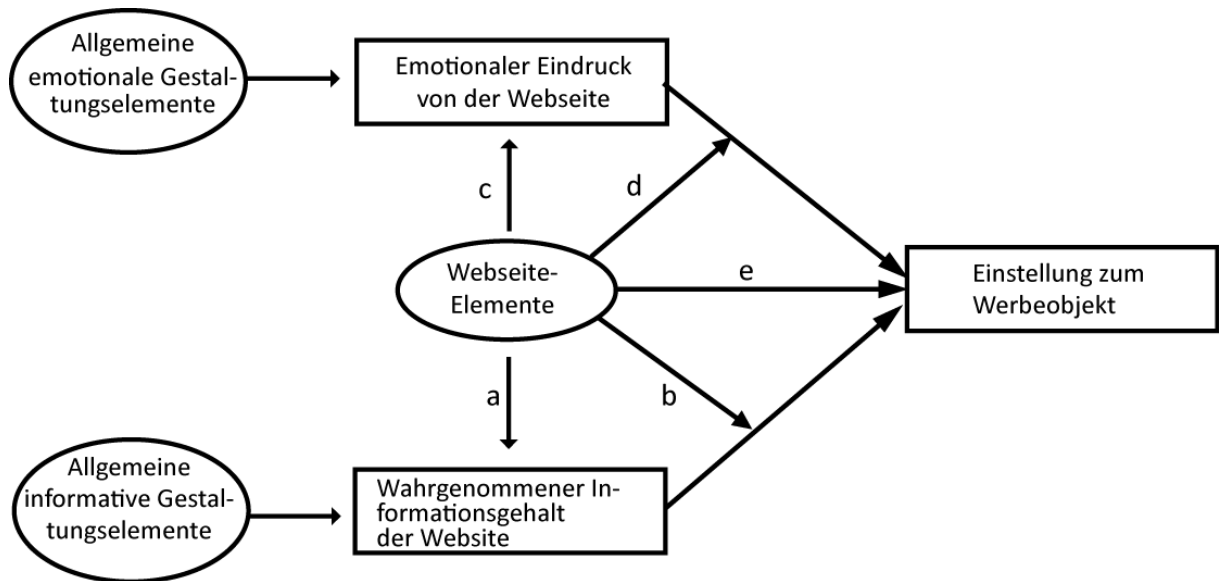 Allgemeine
emotionale Gestal-
tungselemente
Emotionaler Eindruck
von der Webseite
c
d
Webseite-
Elemente
e
Einstellung zum
Werbeobjekt
a
b
Allgemeine
informative Gestal-
tungselemente
Wahrgenommener In-
formationsgehalt
der Website